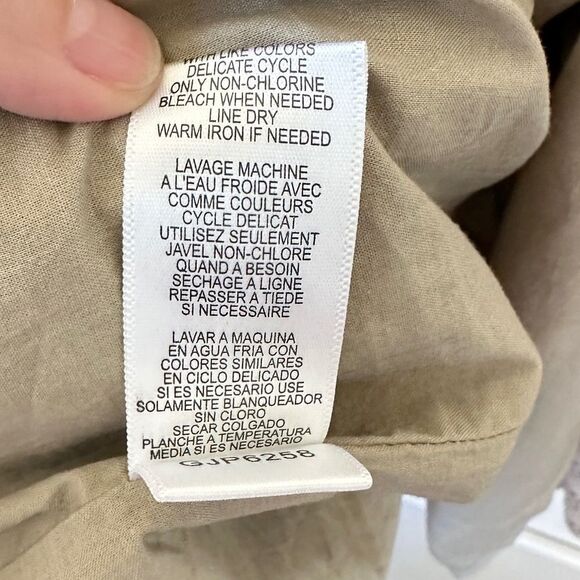 WITH LIKE COLORS
DELICATE CYCLE
ONLY NON-CHLORINE
BLEACH WHEN NEEDED
LINE DRY
WARM IRON IF NEEDED
LAVAGE MACHINE
A L'EAU FROIDE AVEC
COMME COULEURS
CYCLE DELICAT
UTILISEZ SEULEMENT
JAVEL NON-CHLORE
QUAND A BESOIN
SECHAGE A LIGNE
REPASSER A TIEDE
SI NECESSAIRE
LAVAR A MAQUINA
EN AGUA FRIA CON
COLORES SIMILARES
EN CICLO DELICADO
SI ES NECESARIO USE
SOLAMENTE BLANQUEADOR
SIN CLORO
SECAR COLGADO
PLANCHE A TEMPERATURA
MEDIA SI ES NECESARIO
GJP6258